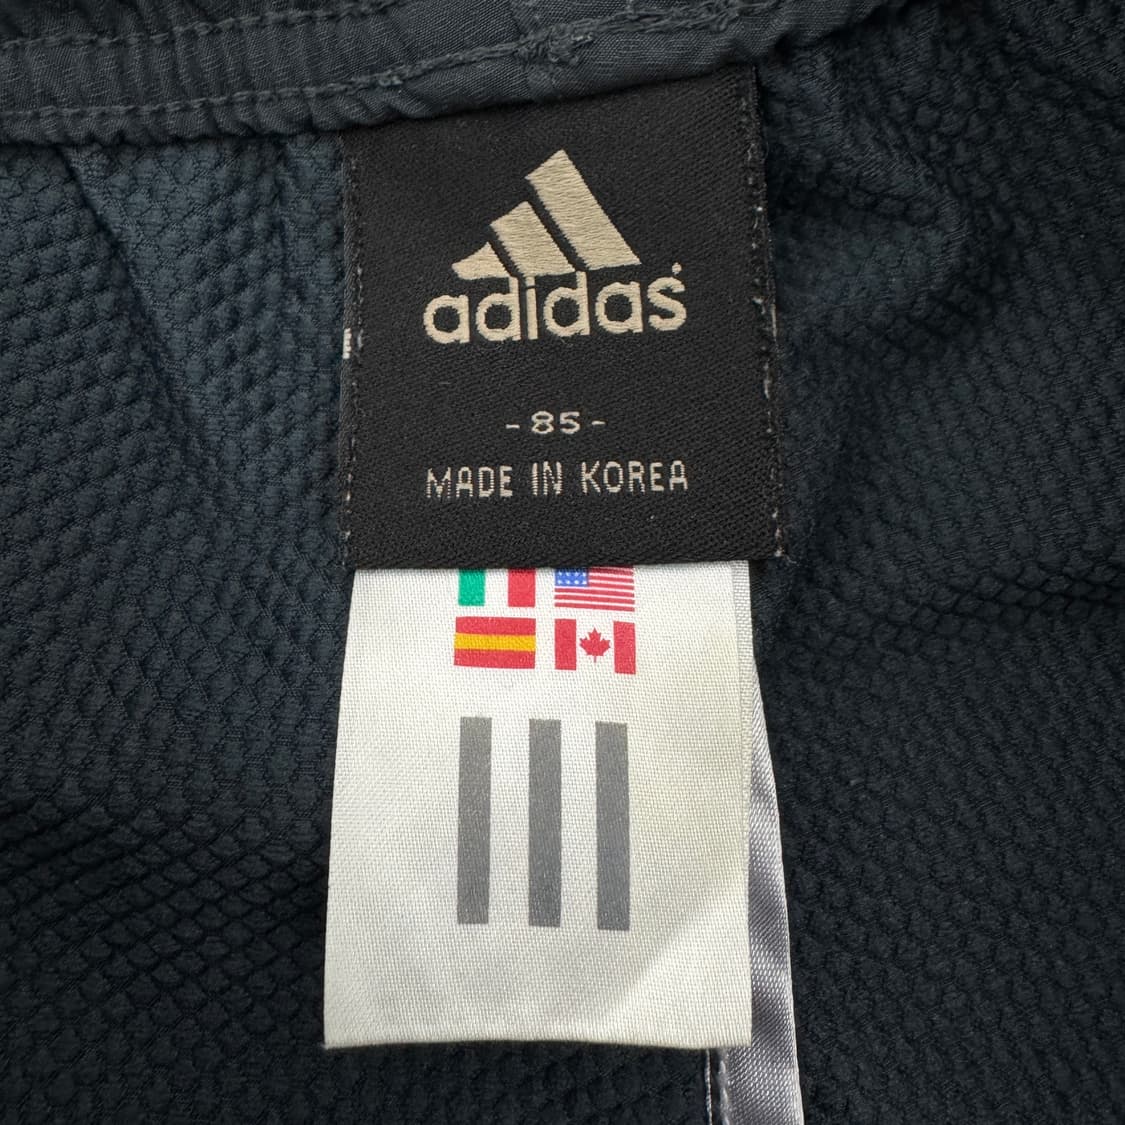 adidas
-85-
MADE IN KOREA